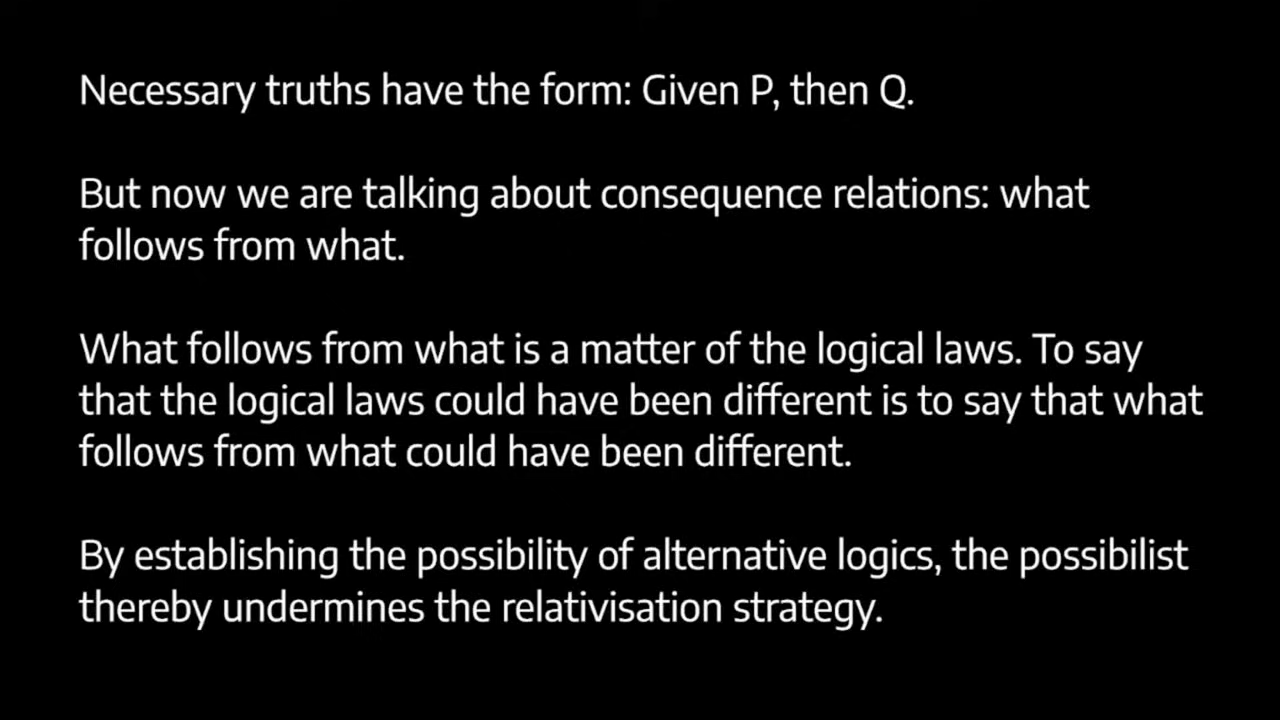 Necessary truths have the form: Given P, then Q.
But now we are talking about consequence relations: what
follows from what.
What follows from what is a matter of the logical laws. To say
that the logical laws could have been different is to say that what
follows from what could have been different.
By establishing the possibility of alternative logics, the possibilist
thereby undermines the relativisation strategy.